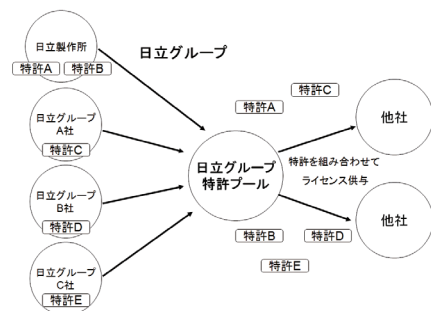 日立グループ
日立製作所
特許A 特許B
日立グループ
A社
特許C
日立グループ
B社
特許D
日立グループ
C社
特許E
日立グループ
特許プール
特許C
特許A
特許を組み合わせて
ライセンス供与
特許B 特許D
特許E
他社
他社